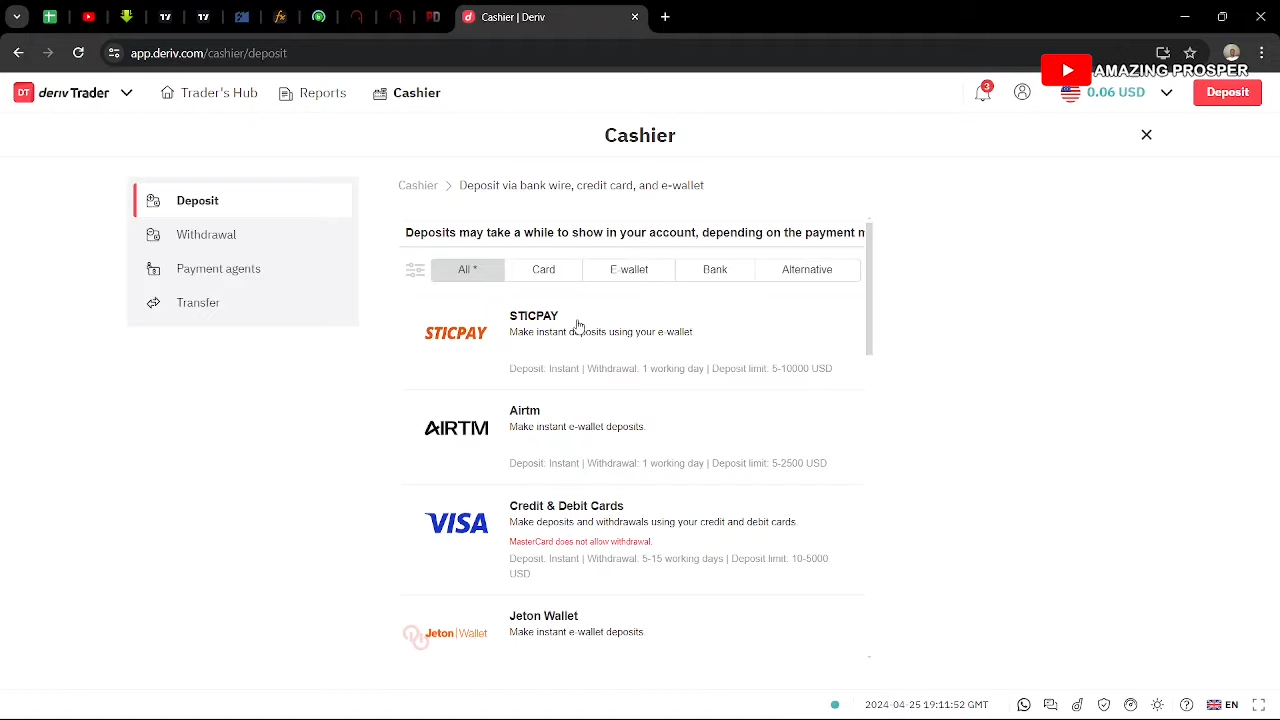 Cashier | Deriv
app.deriv.com/cashier/deposit
AMAZING PROSPER
DT deriv Trader
Trader's Hub
Reports
Cashier
3
0.06 USD
Deposit
Cashier
Deposit
Withdrawal
Payment agents
Transfer
Cashier > Deposit via bank wire, credit card, and e-wallet
Deposits may take a while to show in your account, depending on the payment m
All * Card E-wallet Bank Alternative
STICPAY
STICPAY
Make instant deposits using your e-wallet.
Deposit: Instant | Withdrawal: 1 working day | Deposit limit: 5-10000 USD
AIRTM
Airtm
Make instant e-wallet deposits.
Deposit: Instant | Withdrawal: 1 working day | Deposit limit: 5-2500 USD
VISA
Credit & Debit Cards
Make deposits and withdrawals using your credit and debit cards
MasterCard does not allow withdrawal.
Deposit: Instant | Withdrawal: 5-15 working days | Deposit limit: 10-5000
USD
Jeton|Wallet
Jeton Wallet
Make instant e-wallet deposits
2024-04-25 19:11:52 GMT
EN